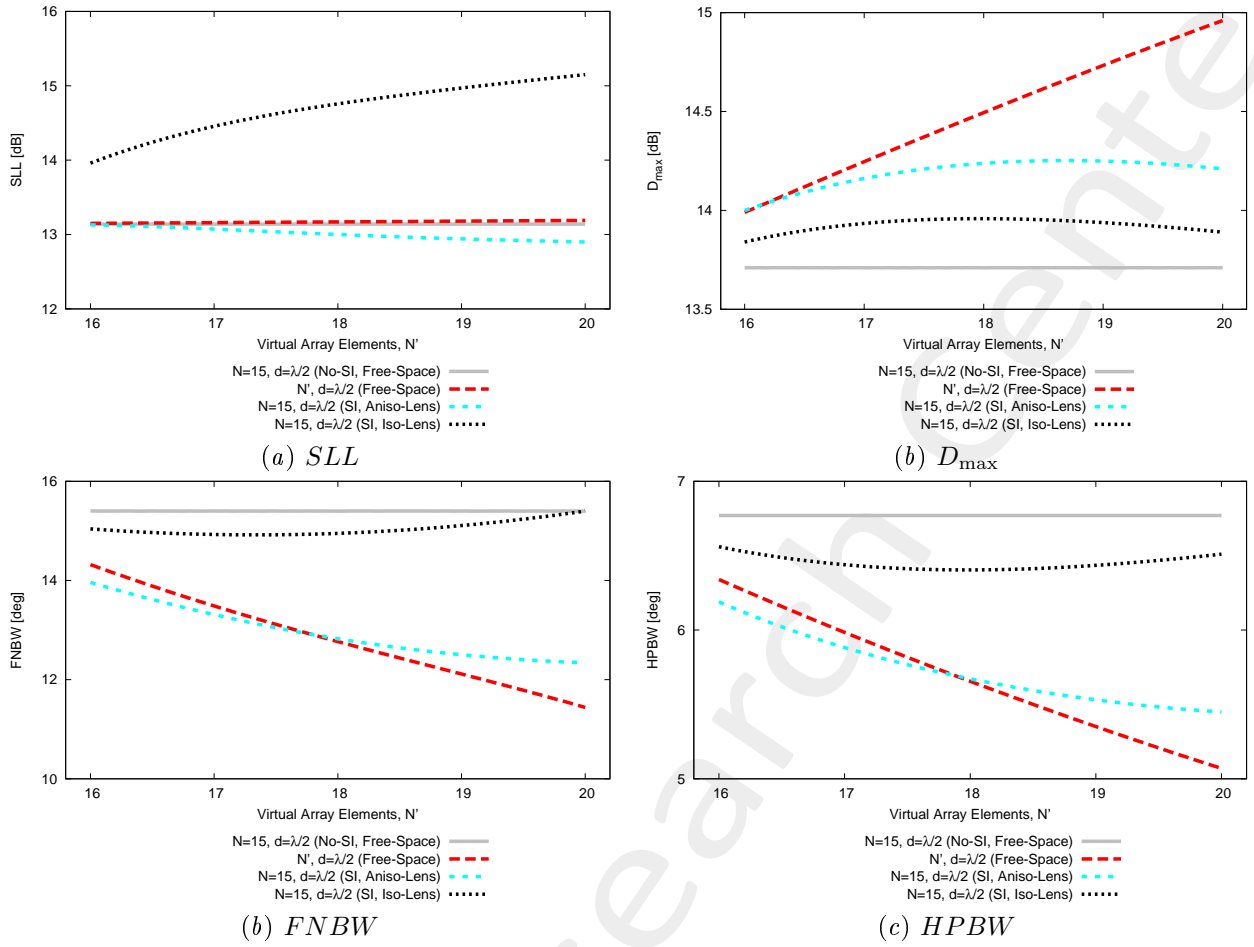 16
15
14
13
12
SLL [dB]
16 17 18 19 20
Virtual Array Elements, N'
N=15, d=λ/2 (No-SI, Free-Space)
N', d=λ/2 (Free-Space)
N=15, d=λ/2 (SI, Aniso-Lens)
N=15, d=λ/2 (SI, Iso-Lens)
(a) SLL
15
14.5
14
13.5
Dmax [dB]
16 17 18 19 20
Virtual Array Elements, N'
N=15, d=λ/2 (No-SI, Free-Space)
N', d=λ/2 (Free-Space)
N=15, d=λ/2 (SI, Aniso-Lens)
N=15, d=λ/2 (SI, Iso-Lens)
(b) Dmax
16
14
12
10
FNBW [deg]
16 17 18 19 20
Virtual Array Elements, N'
N=15, d=λ/2 (No-SI, Free-Space)
N', d=λ/2 (Free-Space)
N=15, d=λ/2 (SI, Aniso-Lens)
N=15, d=λ/2 (SI, Iso-Lens)
(b) FNBW
7
6
5
HPBW [deg]
16 17 18 19 20
Virtual Array Elements, N'
N=15, d=λ/2 (No-SI, Free-Space)
N', d=λ/2 (Free-Space)
N=15, d=λ/2 (SI, Aniso-Lens)
N=15, d=λ/2 (SI, Iso-Lens)
(c) HPBW
earch Cente